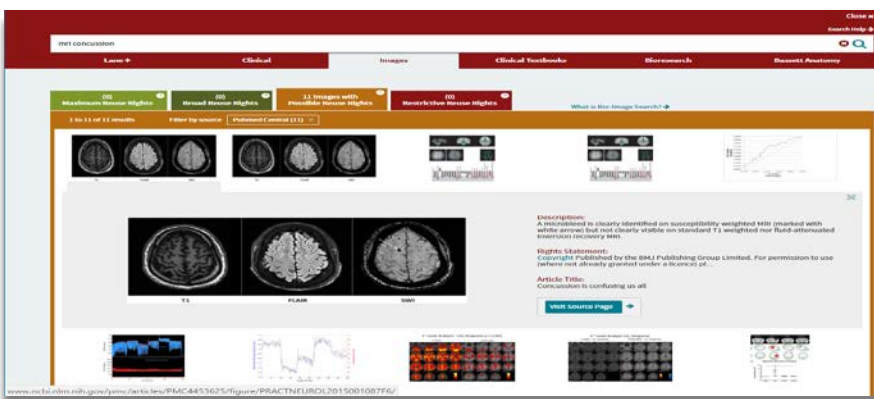 Close
Search Help
mri concussion
Lane+
Clinical
Images
Clinical Textbooks
Bioresearch
Bassett Anatomy
(0)
Maximum Reuse Rights
(0)
Broad Reuse Rights
11 Images with
Possible Reuse Rights
(0)
Restrictive Reuse Rights
What is Bio-Image Search?
1 to 11 of 11 results
Filter by source
Pubmed Central (11)
Description:
A microbleed is clearly identified on susceptibility weighted MRI (marked with
white arrow) but not clearly visible on standard T1 weighted nor fluid-attenuated
inversion recovery MRI.
Rights Statement:
Copyright Published by the BMJ Publishing Group Limited. For permission to use
(where not already granted under a licence) pl...
Article Title:
Concussion is confusing us all
Visit Source Page
T1
FLAIR
SWI
www.ncbi.nlm.nih.gov/pmc/articles/PMC4453625/figure/PRACTNEUROL2015001087F6/